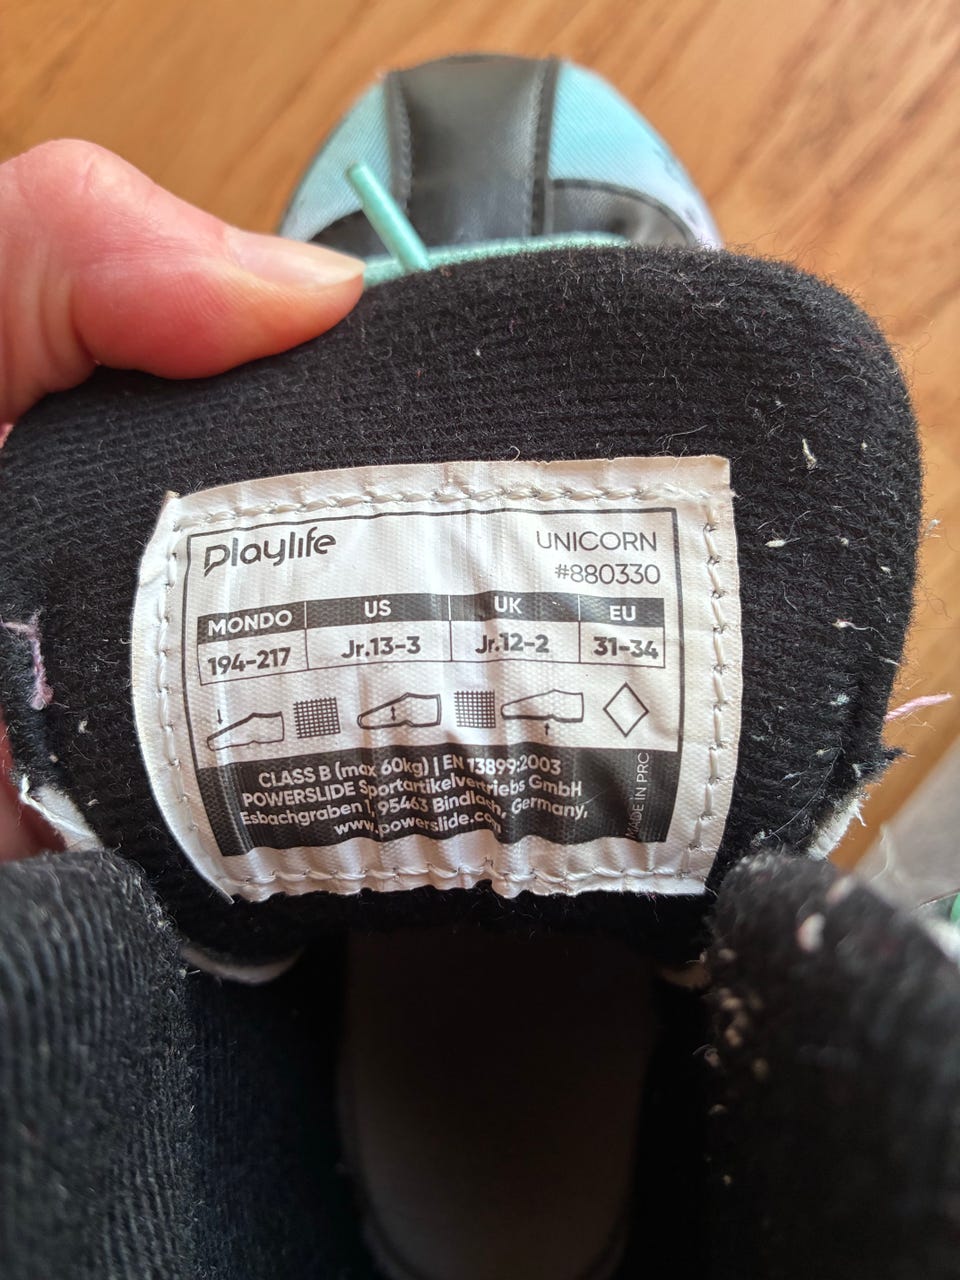 Playlife
UNICORN
#880330
MONDO US UK EU
194-217 Jr.13-3 Jr.12-2 31-34
CLASS B (max 60kg) | EN 13899:2003
POWERSLIDE Sportartikelvertriebs GmbH
Esbachgraben 1, 95463 Bindlach, Germany,
www.powerslide.com
MADE IN PRC